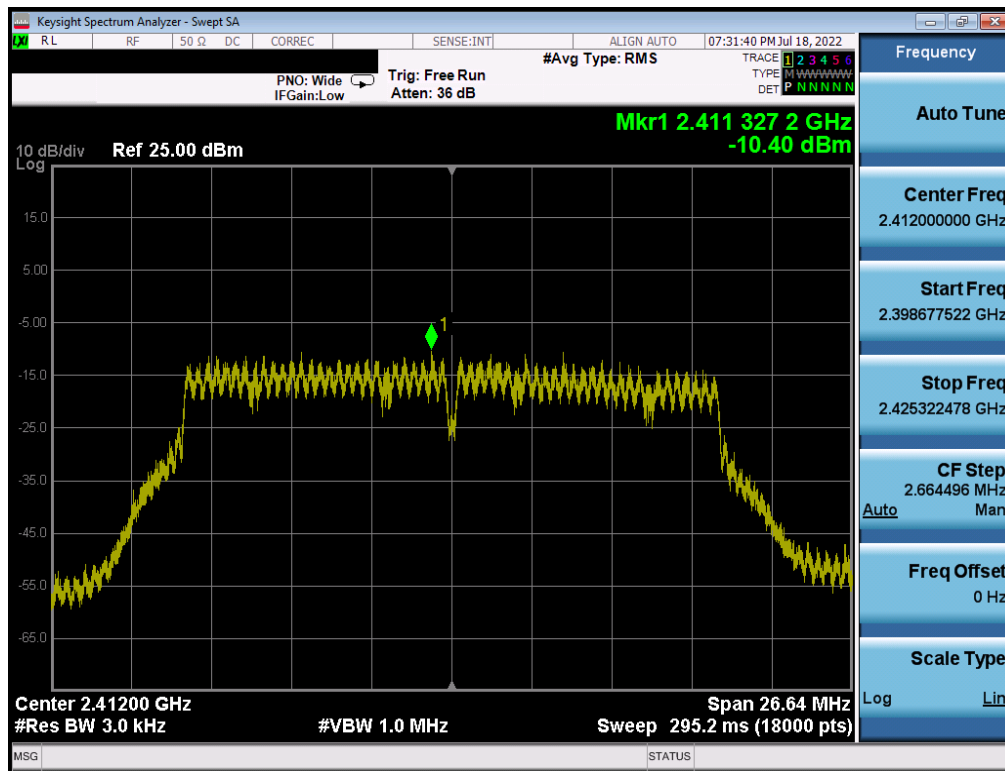 Keysight Spectrum Analyzer - Swept SA
LXI RL RF 50 Ω DC CORREC SENSE:INT ALIGN AUTO 07:31:40 PM Jul 18, 2022
#Avg Type: RMS
TRACE 1 2 3 4 5 6
PNO: Wide Trig: Free Run
TYPE M W W W W W
IFGain:Low Atten: 36 dB
DET P N N N N N
Frequency
Mkr1 2.411 327 2 GHz
-10.40 dBm
10 dB/div Ref 25.00 dBm
Log
1
15.0
5.00
-5.00
-15.0
-25.0
-35.0
-45.0
-55.0
-65.0
Center 2.41200 GHz Span 26.64 MHz
#Res BW 3.0 kHz #VBW 1.0 MHz Sweep 295.2 ms (18000 pts)
Auto Tune
Center Freq
2.412000000 GHz
Start Freq
2.398677522 GHz
Stop Freq
2.425322478 GHz
CF Step
2.664496 MHz
Auto Man
Freq Offset
0 Hz
Scale Type
Log Lin
MSG STATUS